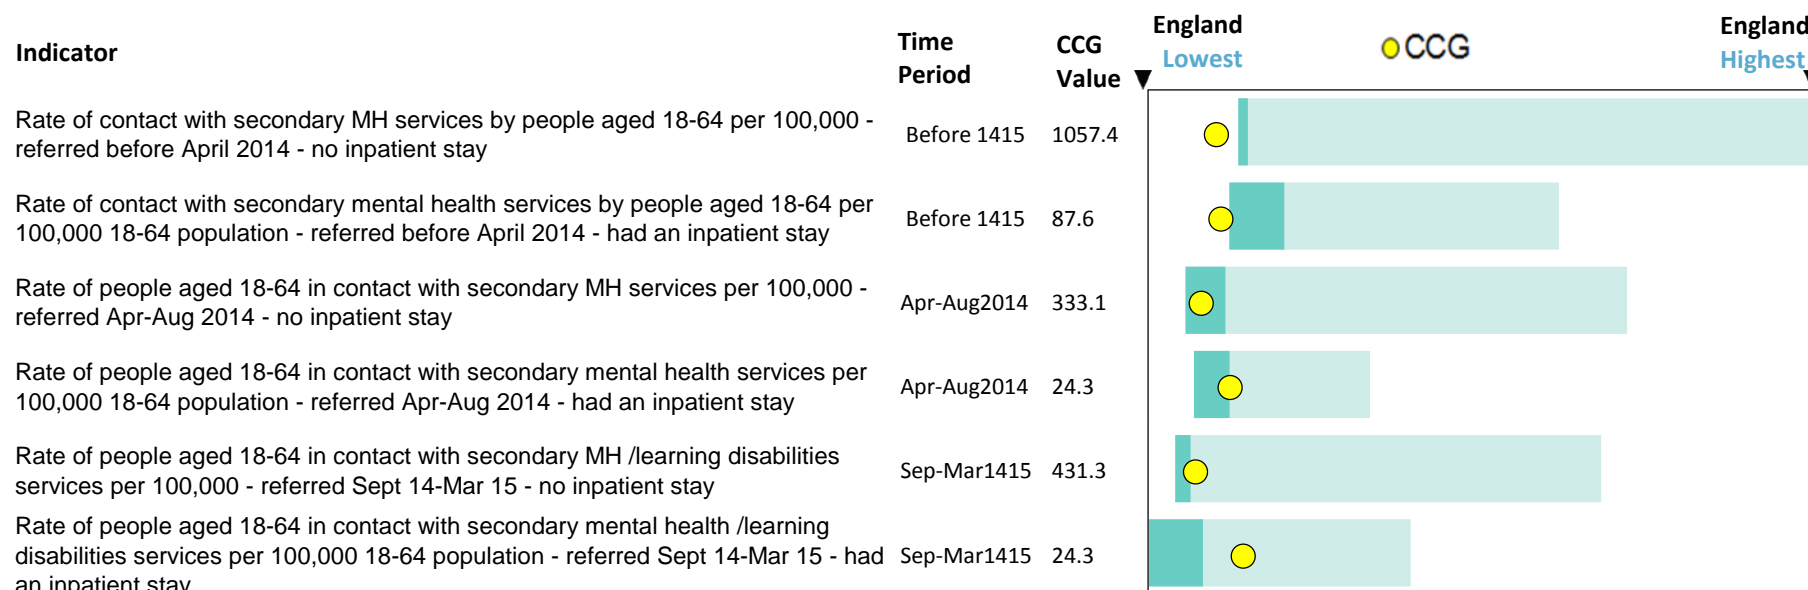 Indicator
Time
Period
CCG
Value
England
Lowest
CCG
England
Highest
Rate of contact with secondary MH services by people aged 18-64 per 100,000 -
referred before April 2014 - no inpatient stay
Before 1415
1057.4
Rate of contact with secondary mental health services by people aged 18-64 per
100,000 18-64 population - referred before April 2014 - had an inpatient stay
Before 1415
87.6
Rate of people aged 18-64 in contact with secondary MH services per 100,000 -
referred Apr-Aug 2014 - no inpatient stay
Apr-Aug2014
333.1
Rate of people aged 18-64 in contact with secondary mental health services per
100,000 18-64 population - referred Apr-Aug 2014 - had an inpatient stay
Apr-Aug2014
24.3
Rate of people aged 18-64 in contact with secondary MH /learning disabilities
services per 100,000 - referred Sept 14-Mar 15 - no inpatient stay
Sep-Mar1415
431.3
Rate of people aged 18-64 in contact with secondary mental health /learning
disabilities services per 100,000 18-64 population - referred Sept 14-Mar 15 - had
an inpatient stay
Sep-Mar1415
24.3